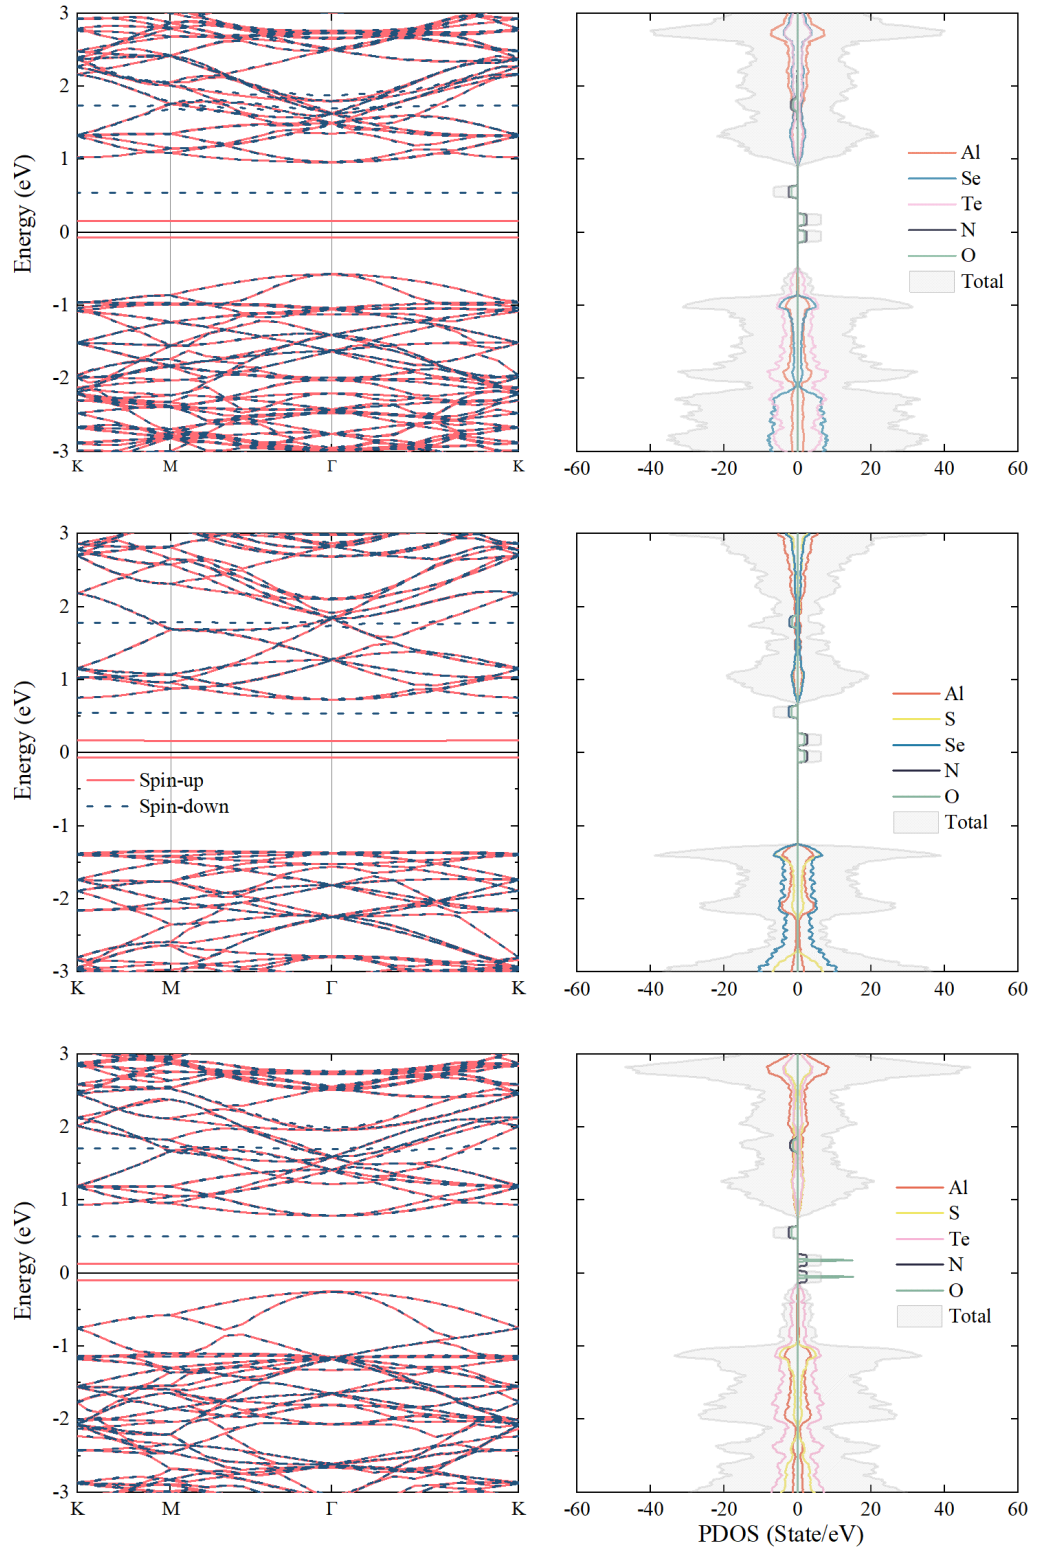 3
2
1
0
-1
-2
-3
Energy (eV)
K M Γ K
Al
Se
Te
N
O
Total
-60 -40 -20 0 20 40 60
3
2
1
0
-1
-2
-3
Energy (eV)
Spin-up
Spin-down
K M Γ K
Al
S
Se
N
O
Total
-60 -40 -20 0 20 40 60
3
2
1
0
-1
-2
-3
Energy (eV)
K M Γ K
Al
S
Te
N
O
Total
-60 -40 -20 0 20 40 60
PDOS (State/eV)